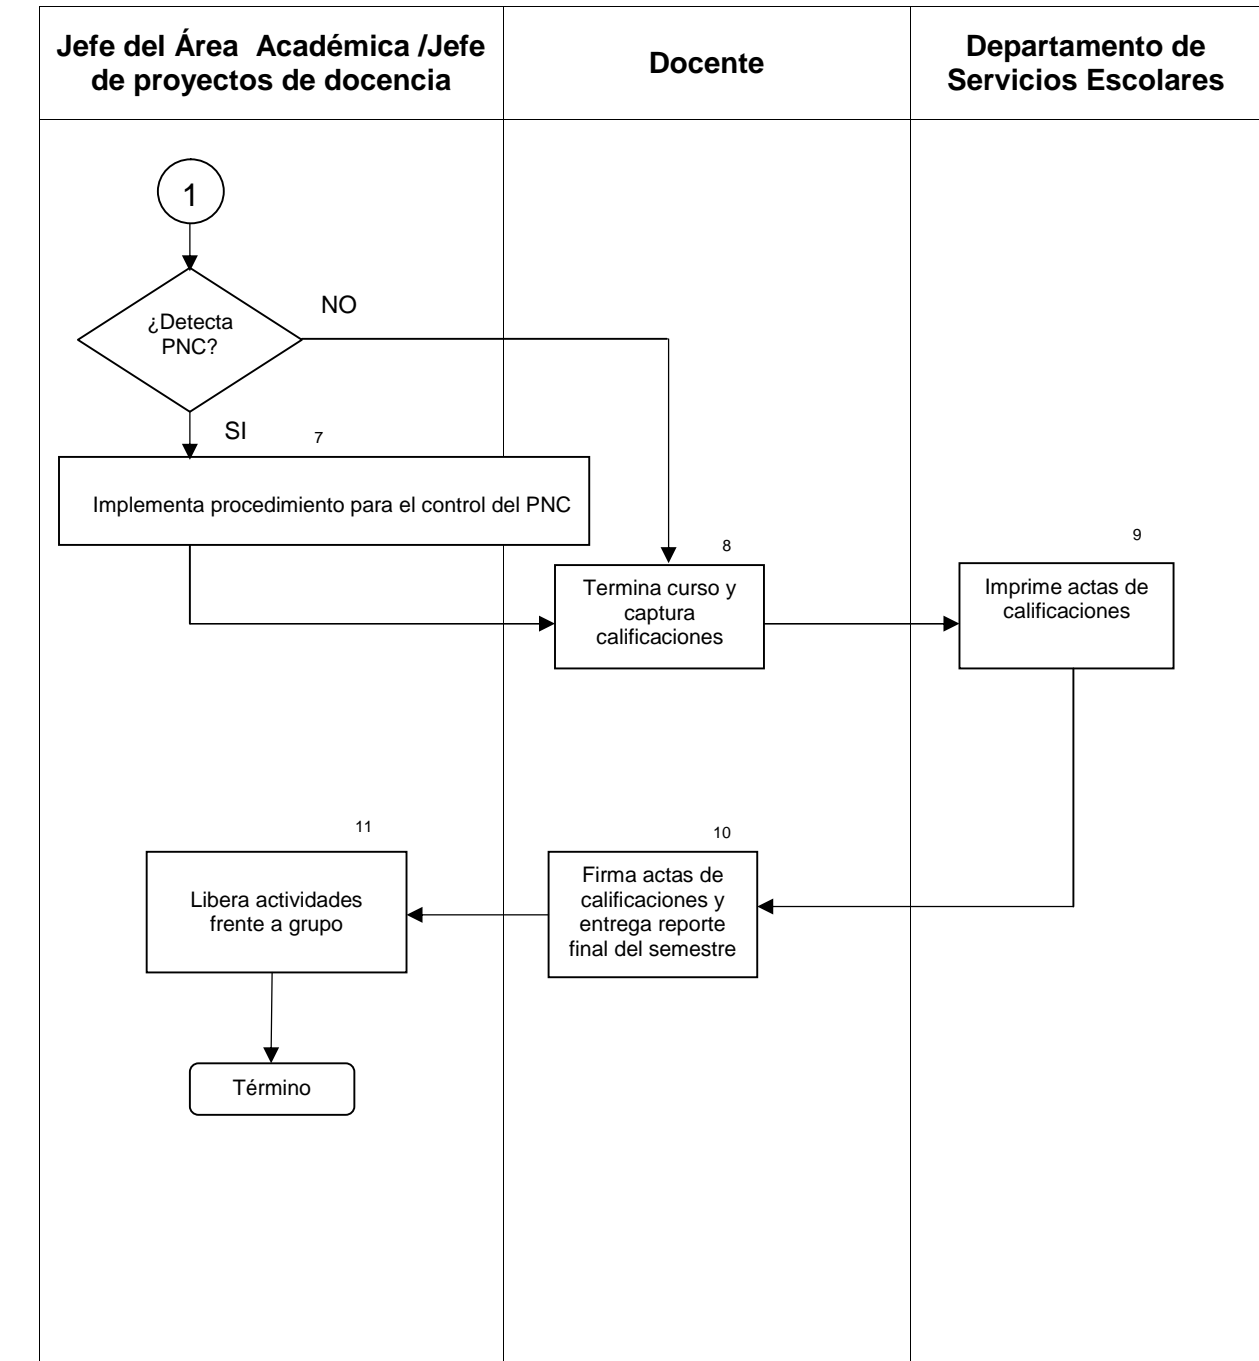 Jefe del Área  Académica /Jefe
de proyectos de docencia
Docente
Departamento de
Servicios Escolares
1
¿Detecta
PNC?
NO
SI
7
Implementa procedimiento para el control del PNC
8
Termina curso y
captura
calificaciones
9
Imprime actas de
calificaciones
11
Libera actividades
frente a grupo
10
Firma actas de
calificaciones y
entrega reporte
final del semestre
Término